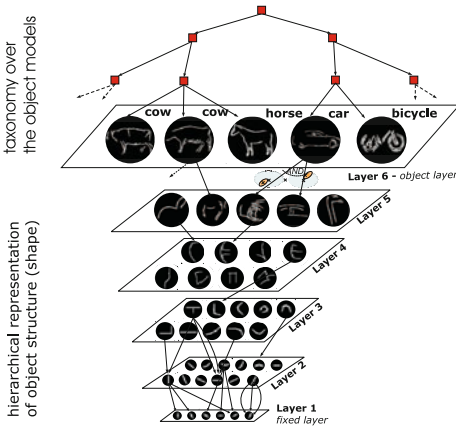 taxonomy over
the object models
cow
cow
horse
car
bicycle
Layer 6 - object layer
AND
Layer 5
Layer 4
Layer 3
Layer 2
Layer 1
fixed layer
hierarchical representation
of object structure (shape)